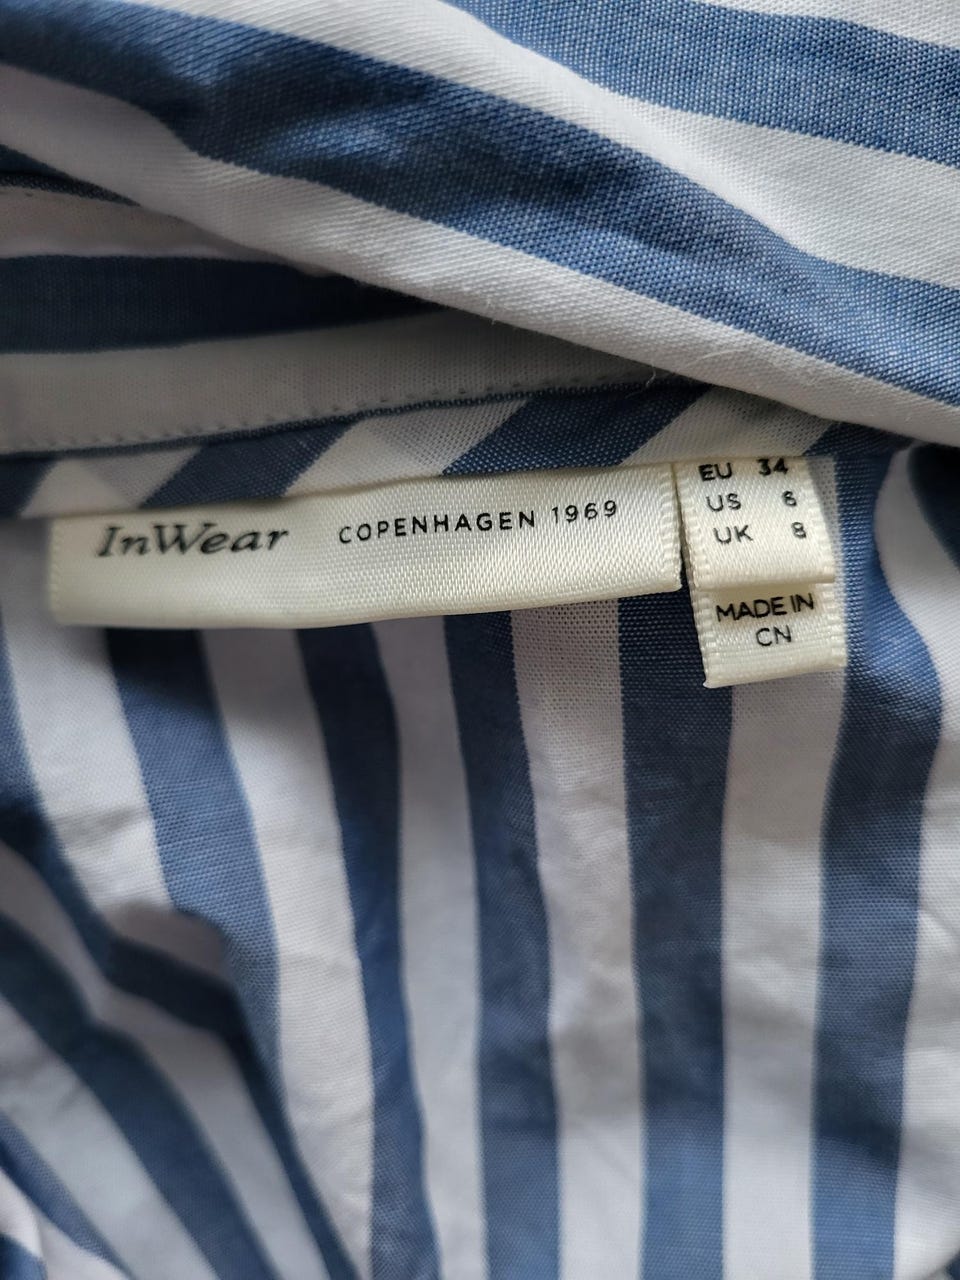 InWear COPENHAGEN 1969
EU 34
US 6
UK 8
MADE IN
CN